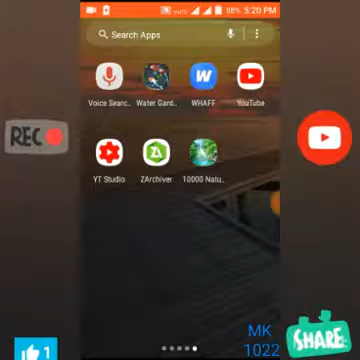 88% 5:20 PM
Search Apps
Voice Searc..
Water Gard..
WHAFF
YouTube
REC
YT Studio
ZArchiver
10000 Natu..
MK
1022
1
SHARE